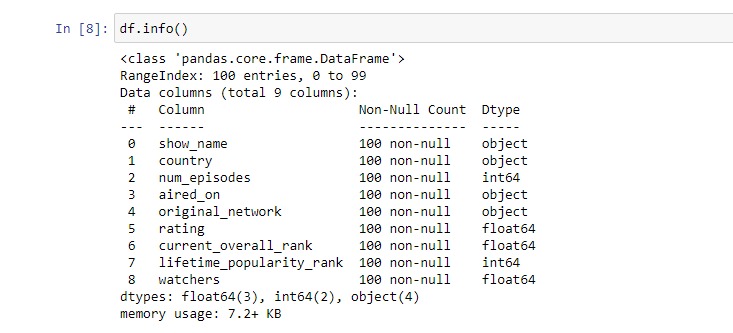 In [8]: df.info()
<class 'pandas.core.frame.DataFrame'>
RangeIndex: 100 entries, 0 to 99
Data columns (total 9 columns):
 #   Column                    Non-Null Count  Dtype
---  ------                    --------------  -----
 0   show_name                 100 non-null    object
 1   country                   100 non-null    object
 2   num_episodes              100 non-null    int64
 3   aired_on                  100 non-null    object
 4   original_network          100 non-null    object
 5   rating                    100 non-null    float64
 6   current_overall_rank      100 non-null    float64
 7   lifetime_popularity_rank  100 non-null    int64
 8   watchers                  100 non-null    float64
dtypes: float64(3), int64(2), object(4)
memory usage: 7.2+ KB